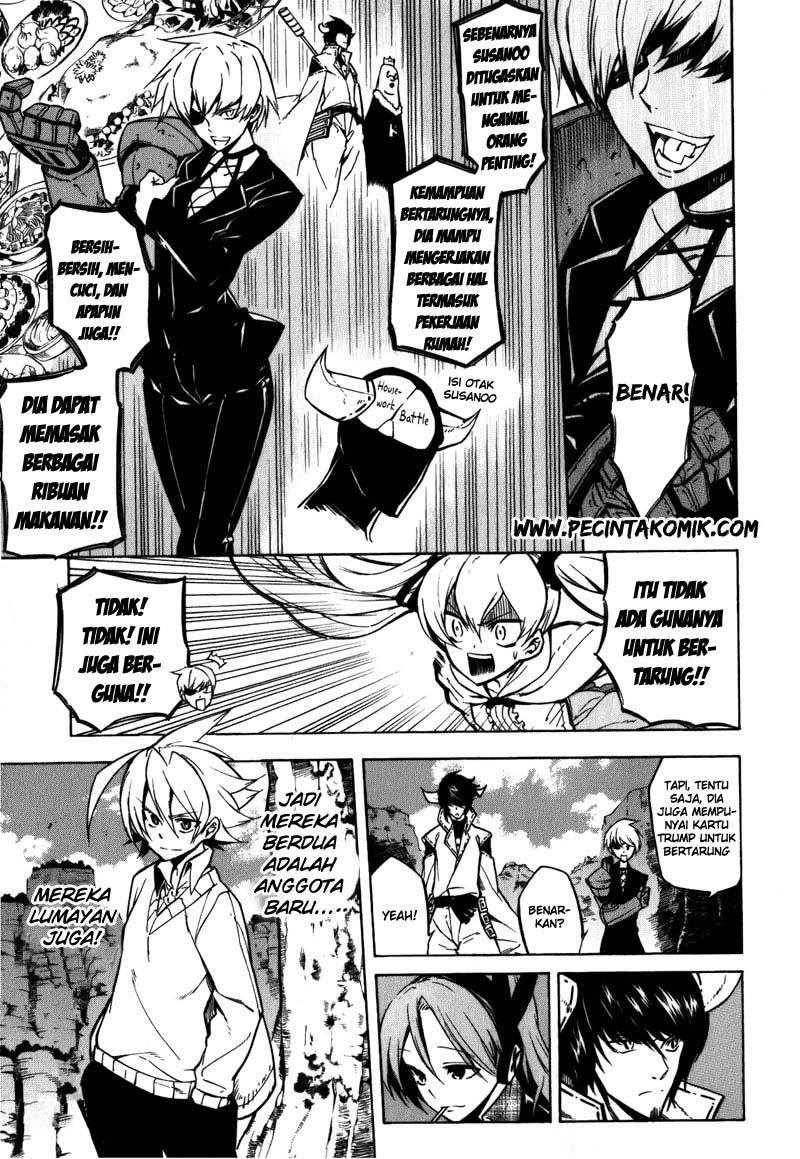 BENAR!
SEBENARNYA
SUSANOO
DITUGASKAN
UNTUK ME-
NGAWAL
ORANG
PENTING!
KEMAMPUAN
BERTARUNGNYA,
DIA MAMPU
MENGERJAKAN
BERBAGAI HAL
TERMASUK
PEKERJAAN
RUMAH!
ISI OTAK
SUSANOO
House-
work
Battle
BERSIH-
BERSIH, MEN-
CUCI, DAN
APAPUN
JUGA!!
DIA DAPAT
MEMASAK
BERBAGAI
RIBUAN
MAKANAN!!
WWW.PECINTAKOMIK.COM
ITU TIDAK
ADA GUNANYA
UNTUK BER-
TARUNG!!
TIDAK!
TIDAK! INI
JUGA BER-
GUNA!!
TAPI, TENTU
SAJA, DIA
JUGA MEMPU-
NYAI KARTU
TRUMP UNTUK
BERTARUNG
BENAR-
KAN?
YEAH!
JADI
MEREKA
BERDUA
ADALAH
ANGGOTA
BARU....
MEREKA
LUMAYAN
JUGA!